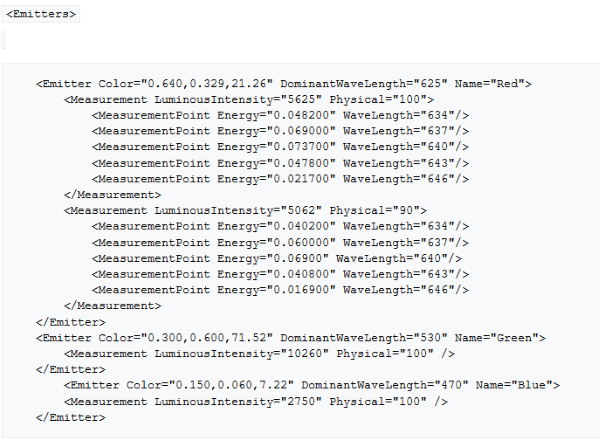 <Emitters>
<Emitter Color="0.640,0.329,21.26" DominantWaveLength="625" Name="Red">
<Measurement LuminousIntensity="5625" Physical="100">
<MeasurementPoint Energy="0.048200" WaveLength="634"/>
<MeasurementPoint Energy="0.069000" WaveLength="637"/>
<MeasurementPoint Energy="0.073700" WaveLength="640"/>
<MeasurementPoint Energy="0.047800" WaveLength="643"/>
<MeasurementPoint Energy="0.021700" WaveLength="646"/>
</Measurement>
<Measurement LuminousIntensity="5062" Physical="90">
<MeasurementPoint Energy="0.040200" WaveLength="634"/>
<MeasurementPoint Energy="0.060000" WaveLength="637"/>
<MeasurementPoint Energy="0.06900" WaveLength="640"/>
<MeasurementPoint Energy="0.040800" WaveLength="643"/>
<MeasurementPoint Energy="0.016900" WaveLength="646"/>
</Measurement>
</Emitter>
<Emitter Color="0.300,0.600,71.52" DominantWaveLength="530" Name="Green">
<Measurement LuminousIntensity="10260" Physical="100" />
</Emitter>
<Emitter Color="0.150,0.060,7.22" DominantWaveLength="470" Name="Blue">
<Measurement LuminousIntensity="2750" Physical="100" />
</Emitter>